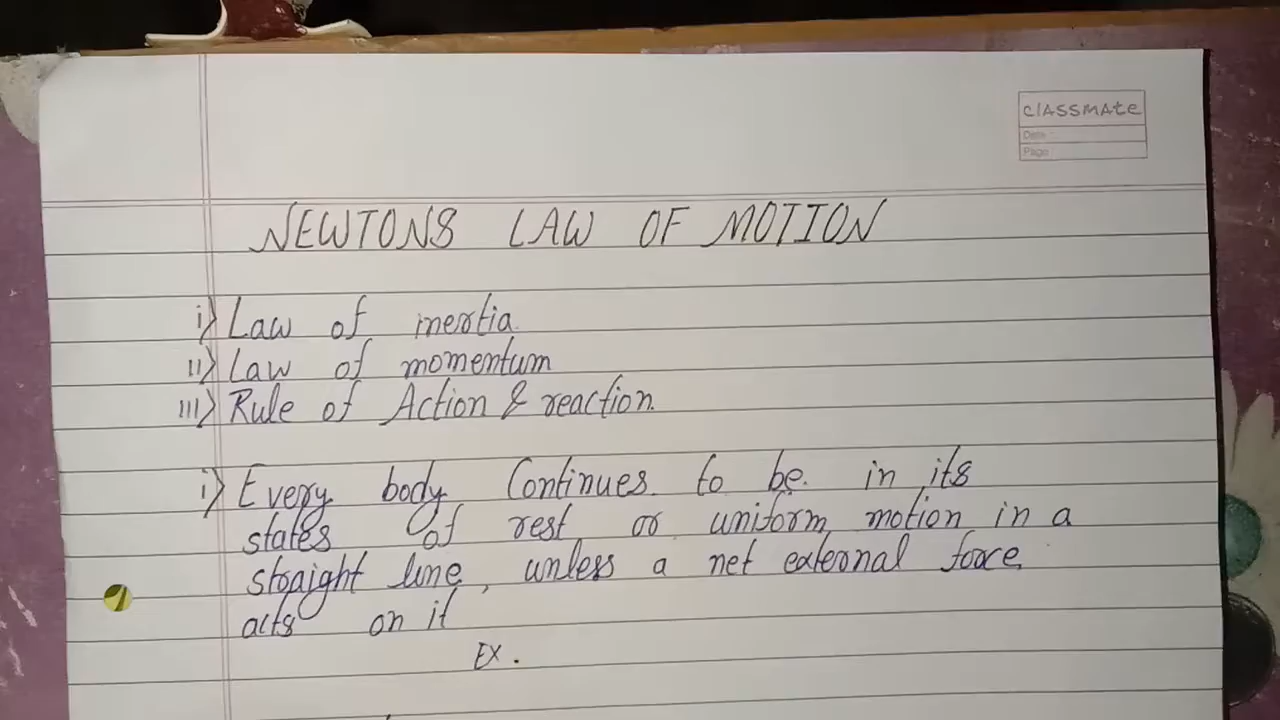 classmate
Date :
Page :
NEWTONS LAW OF MOTION
i) Law of inertia.
ii) Law of momentum
iii) Rule of Action & reaction.
i) Every body Continues to be in its
states of rest or uniform motion in a
straight line, unless a net external force
acts on it
EX.